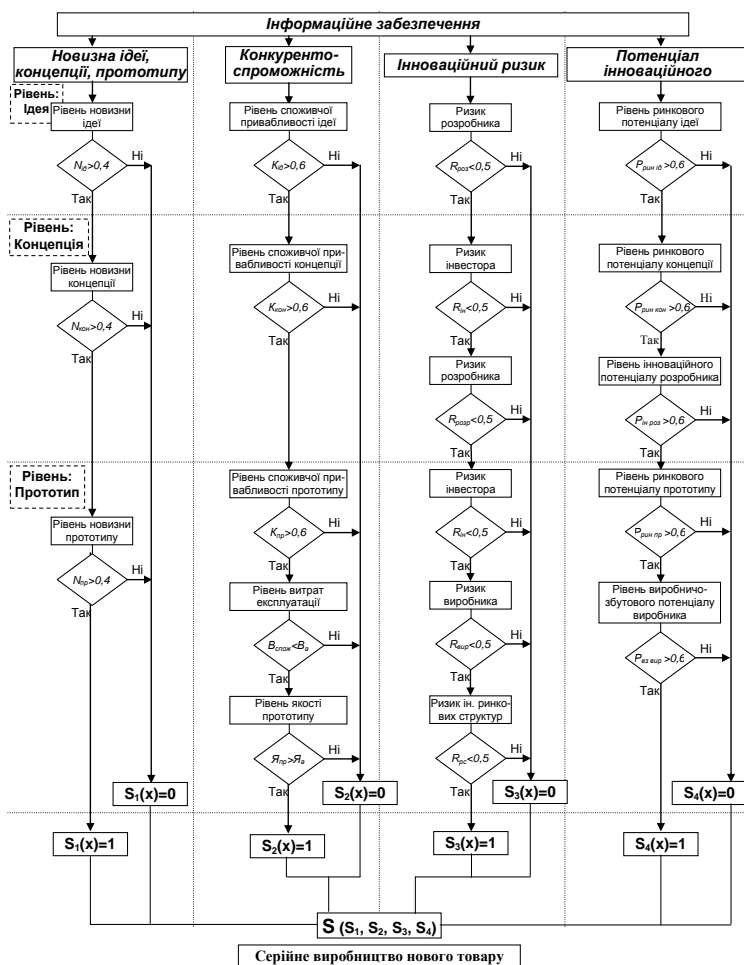 Інформаційне забезпечення
Новизна ідеї,
концепції, прототипу
Конкуренто-
спроможність
Інноваційний ризик
Потенціал
інноваційного
Рівень:
Ідея
Рівень новизни
ідеї
Nід>0,4
Ні
Так
Рівень споживчої
привабливості ідеї
Kід>0,6
Ні
Так
Ризик
розробника
Rроз<0,5
Ні
Так
Рівень ринкового
потенціалу ідеї
Pрин ід >0,6
Ні
Так
Рівень:
Концепція
Рівень новизни
концепції
Nкон>0,4
Ні
Так
Рівень споживчої при-
вабливості концепції
Kкон>0,6
Ні
Так
Ризик
інвестора
Rін<0,5
Ні
Так
Ризик
розробника
Rрозр<0,5
Ні
Так
Рівень ринкового
потенціалу концепції
Pрин кон >0,6
Ні
Так
Рівень інноваційного
потенціалу розробника
Pін роз >0,6
Ні
Так
Рівень:
Прототип
Рівень новизни
прототипу
Nпр>0,4
Ні
Так
Рівень споживчої при-
вабливості прототипу
Kпр>0,6
Ні
Так
Рівень витрат
експлуатації
Вспож<Ва
Ні
Так
Рівень якості
прототипу
Япр>Яа
Ні
Так
Ризик
інвестора
Rін<0,5
Ні
Так
Ризик
виробника
Rвир<0,5
Ні
Так
Ризик ін. ринко-
вих структур
Rрс<0,5
Ні
Так
Рівень ринкового
потенціалу прототипу
Pрин пр >0,6
Ні
Так
Рівень виробничо-
збутового потенціалу
виробника
Pвз вир >0,6
Ні
Так
S1(x)=0
S2(x)=0
S3(x)=0
S4(x)=0
S1(x)=1
S2(x)=1
S3(x)=1
S4(x)=1
S (S1, S2, S3, S4)
Серійне виробництво нового товару